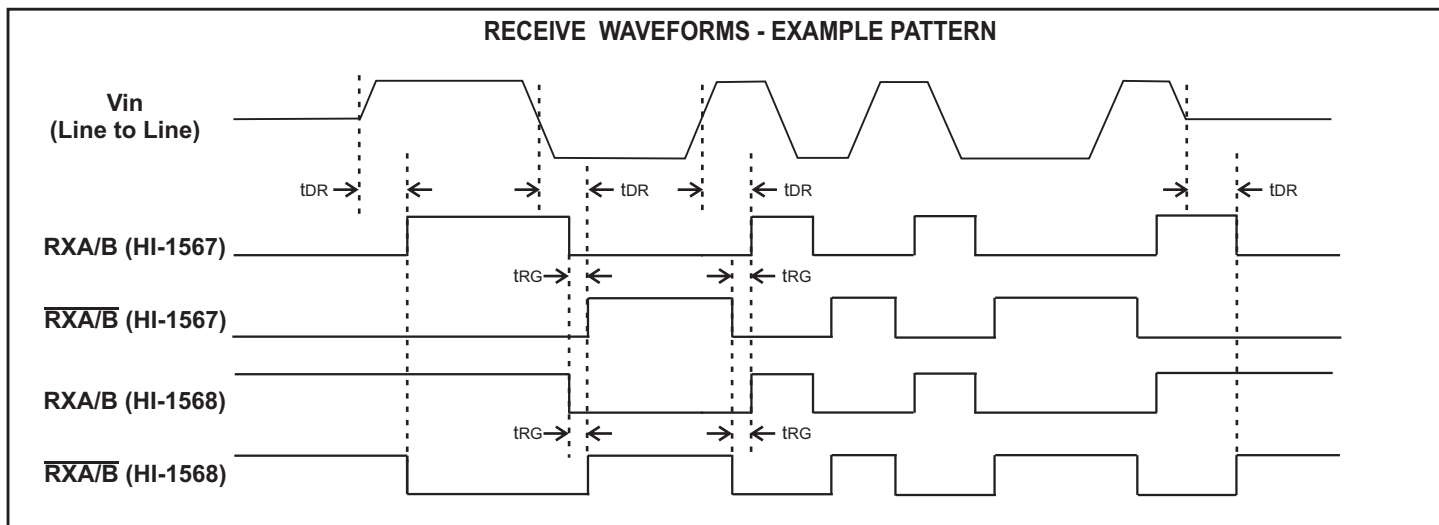 RECEIVE WAVEFORMS - EXAMPLE PATTERN
Vin
(Line to Line)
tDR
tDR
tDR
tDR
RXA/B (HI-1567)
tRG
tRG
RXA/B (HI-1567)
RXA/B (HI-1568)
tRG
tRG
RXA/B (HI-1568)